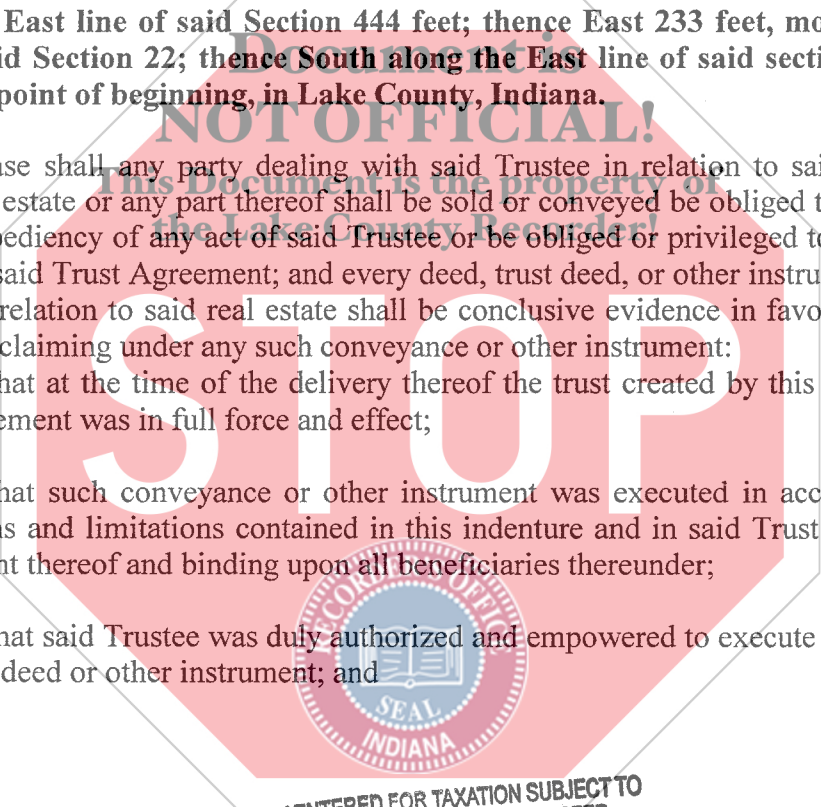 East line of said Section 444 feet; thence East 233 feet, mo
id Section 22; thence South along the East line of said secti
point of beginning, in Lake County, Indiana.
Document is
NOT OFFICIAL!
This Document is the property of
the Lake County Recorder!
ase shall any party dealing with said Trustee in relation to sai
estate or any part thereof shall be sold or conveyed be obliged t
pediency of any act of said Trustee or be obliged or privileged to
said Trust Agreement; and every deed, trust deed, or other instru
relation to said real estate shall be conclusive evidence in favo
claiming under any such conveyance or other instrument:
hat at the time of the delivery thereof the trust created by this
ement was in full force and effect;
STOP
hat such conveyance or other instrument was executed in acc
s and limitations contained in this indenture and in said Trust
nt thereof and binding upon all beneficiaries thereunder;
hat said Trustee was duly authorized and empowered to execute
deed or other instrument; and
RECORDER'S OFFIC
SEAL
INDIANA
ENTERED FOR TAXATION SUBJECT TO